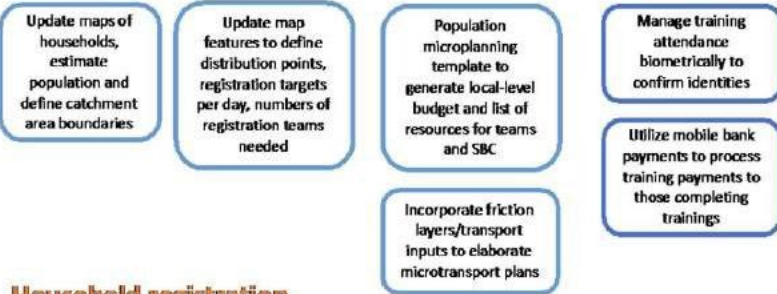 Update maps of
households,
estimate
population and
define catchment
area boundaries
Update map
features to define
distribution points,
registration targets
per day, numbers of
registration teams
needed
Population
microplanning
template to
generate local-level
budget and list of
resources for teams
and SBC
Incorporate friction
layers/transport
inputs to elaborate
microtransport plans
Manage training
attendance
biometrically to
confirm identities
Utilize mobile bank
payments to process
training payments to
those completing
trainings
Household registration